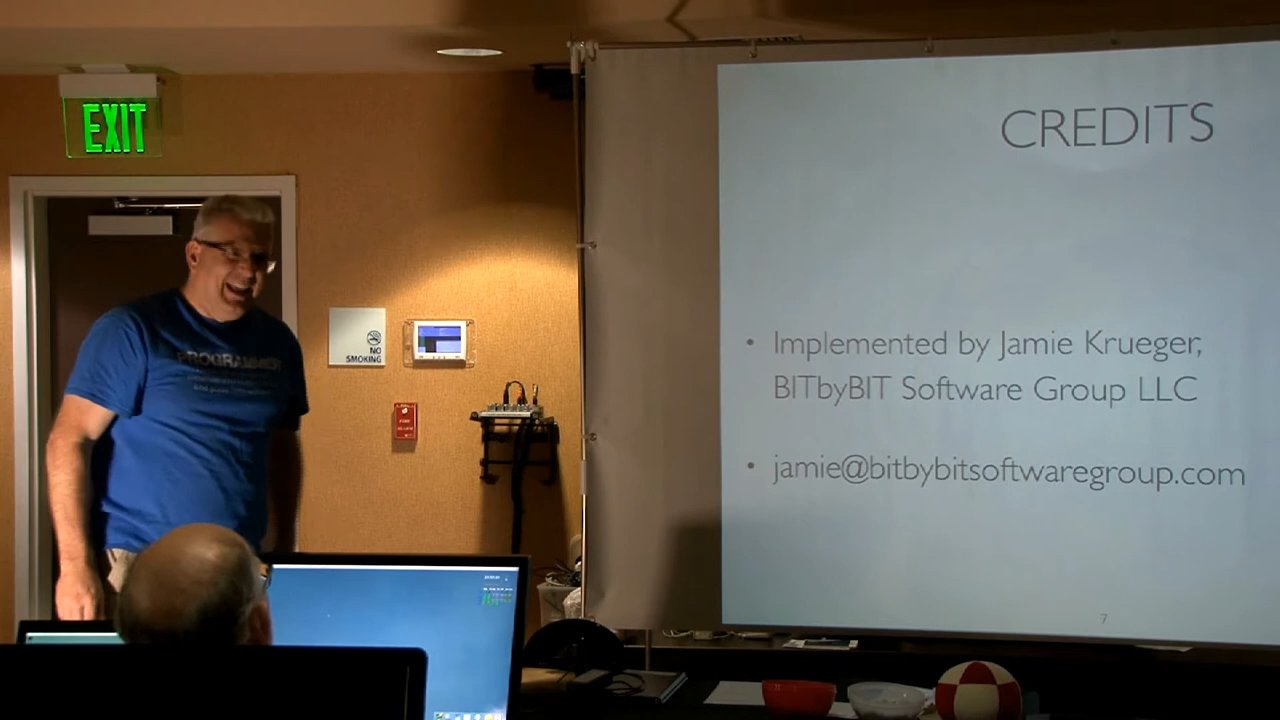 EXIT
CREDITS
PROGRAMMER
NO
SMOKING
• Implemented by Jamie Krueger,
BITbyBIT Software Group LLC
• jamie@bitbybitsoftwaregroup.com
7